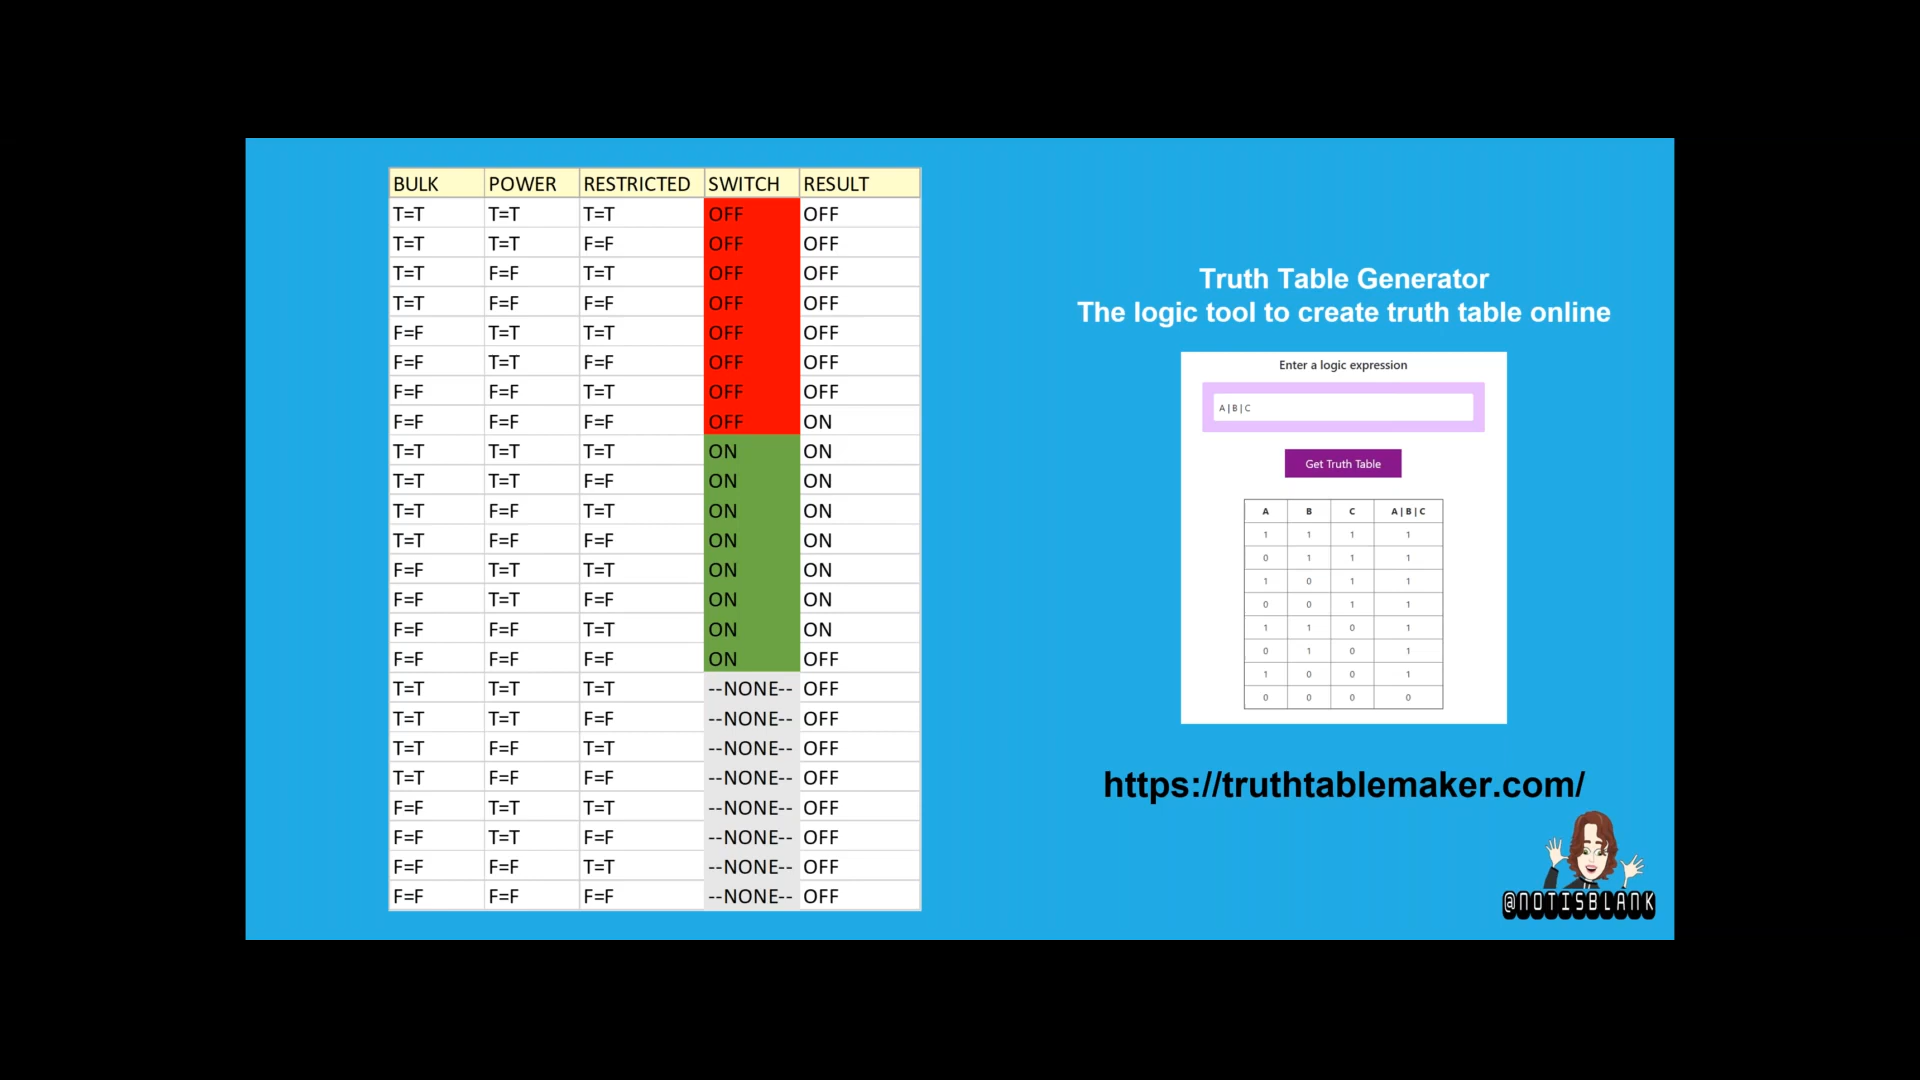 BULK POWER RESTRICTED SWITCH RESULT
T=T T=T T=T OFF OFF
T=T T=T F=F OFF OFF
T=T F=F T=T OFF OFF
T=T F=F F=F OFF OFF
F=F T=T T=T OFF OFF
F=F T=T F=F OFF OFF
F=F F=F T=T OFF OFF
F=F F=F F=F OFF ON
T=T T=T T=T ON ON
T=T T=T F=F ON ON
T=T F=F T=T ON ON
T=T F=F F=F ON ON
F=F T=T T=T ON ON
F=F T=T F=F ON ON
F=F F=F T=T ON ON
F=F F=F F=F ON OFF
T=T T=T T=T --NONE-- OFF
T=T T=T F=F --NONE-- OFF
T=T F=F T=T --NONE-- OFF
T=T F=F F=F --NONE-- OFF
F=F T=T T=T --NONE-- OFF
F=F T=T F=F --NONE-- OFF
F=F F=F T=T --NONE-- OFF
F=F F=F F=F --NONE-- OFF
Truth Table Generator
The logic tool to create truth table online
Enter a logic expression
A|B|C
Get Truth Table
A B C A|B|C
1 1 1 1
0 1 1 1
1 0 1 1
0 0 1 1
1 1 0 1
0 1 0 1
1 0 0 1
0 0 0 0
https://truthtablemaker.com/
@NOTISBLANK